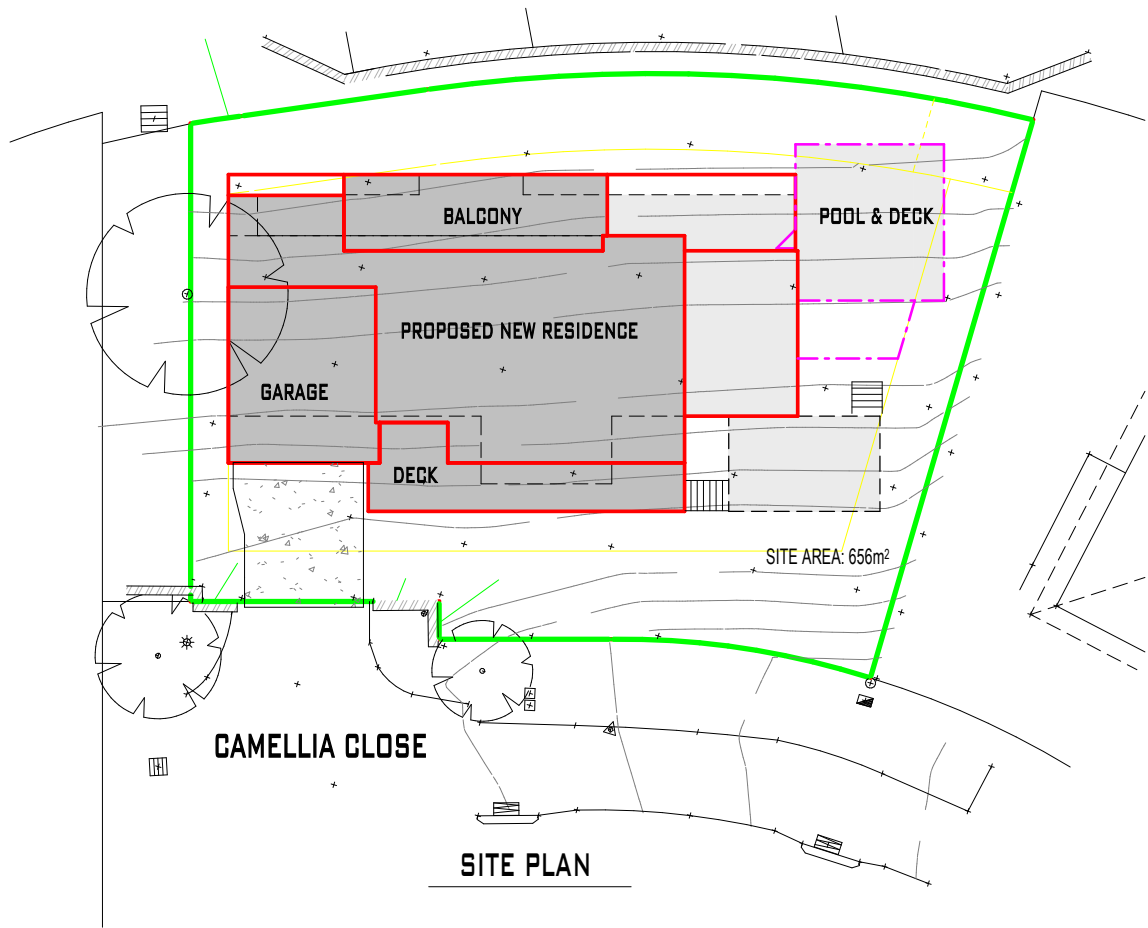 BALCONY
POOL & DECK
PROPOSED NEW RESIDENCE
GARAGE
DECK
SITE AREA: 656m²
CAMELLIA CLOSE
SITE PLAN